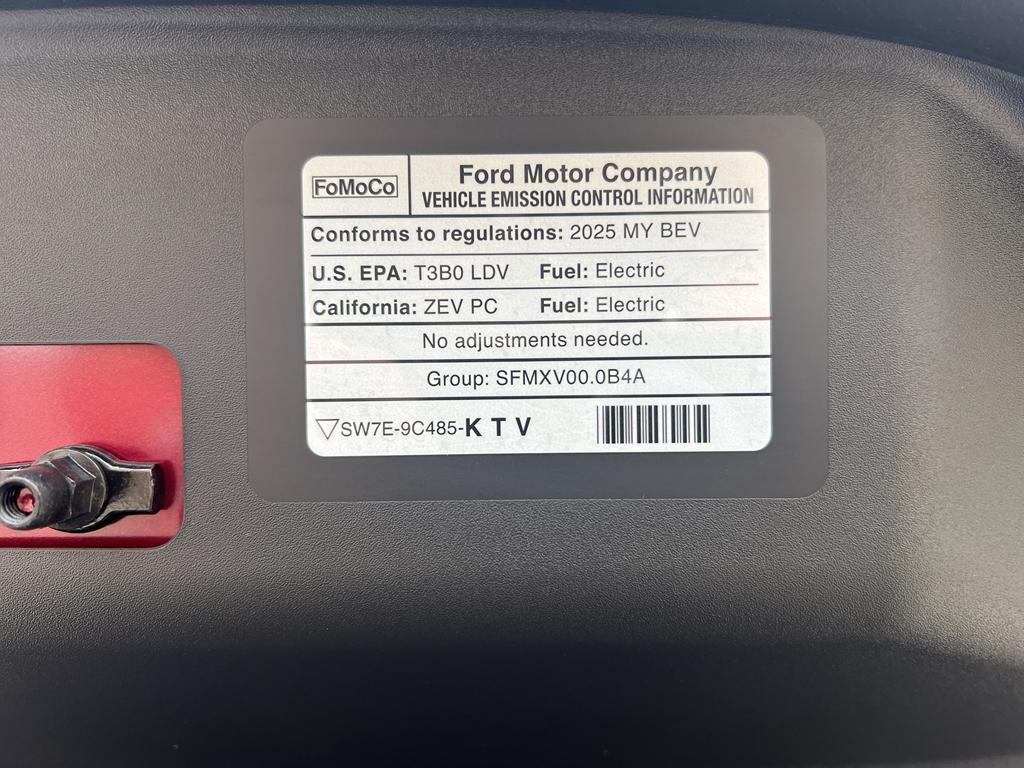 FoMoCo
Ford Motor Company
VEHICLE EMISSION CONTROL INFORMATION
Conforms to regulations: 2025 MY BEV
U.S. EPA: T3B0 LDV Fuel: Electric
California: ZEV PC Fuel: Electric
No adjustments needed.
Group: SFMXV00.0B4A
SW7E-9C485-K T V